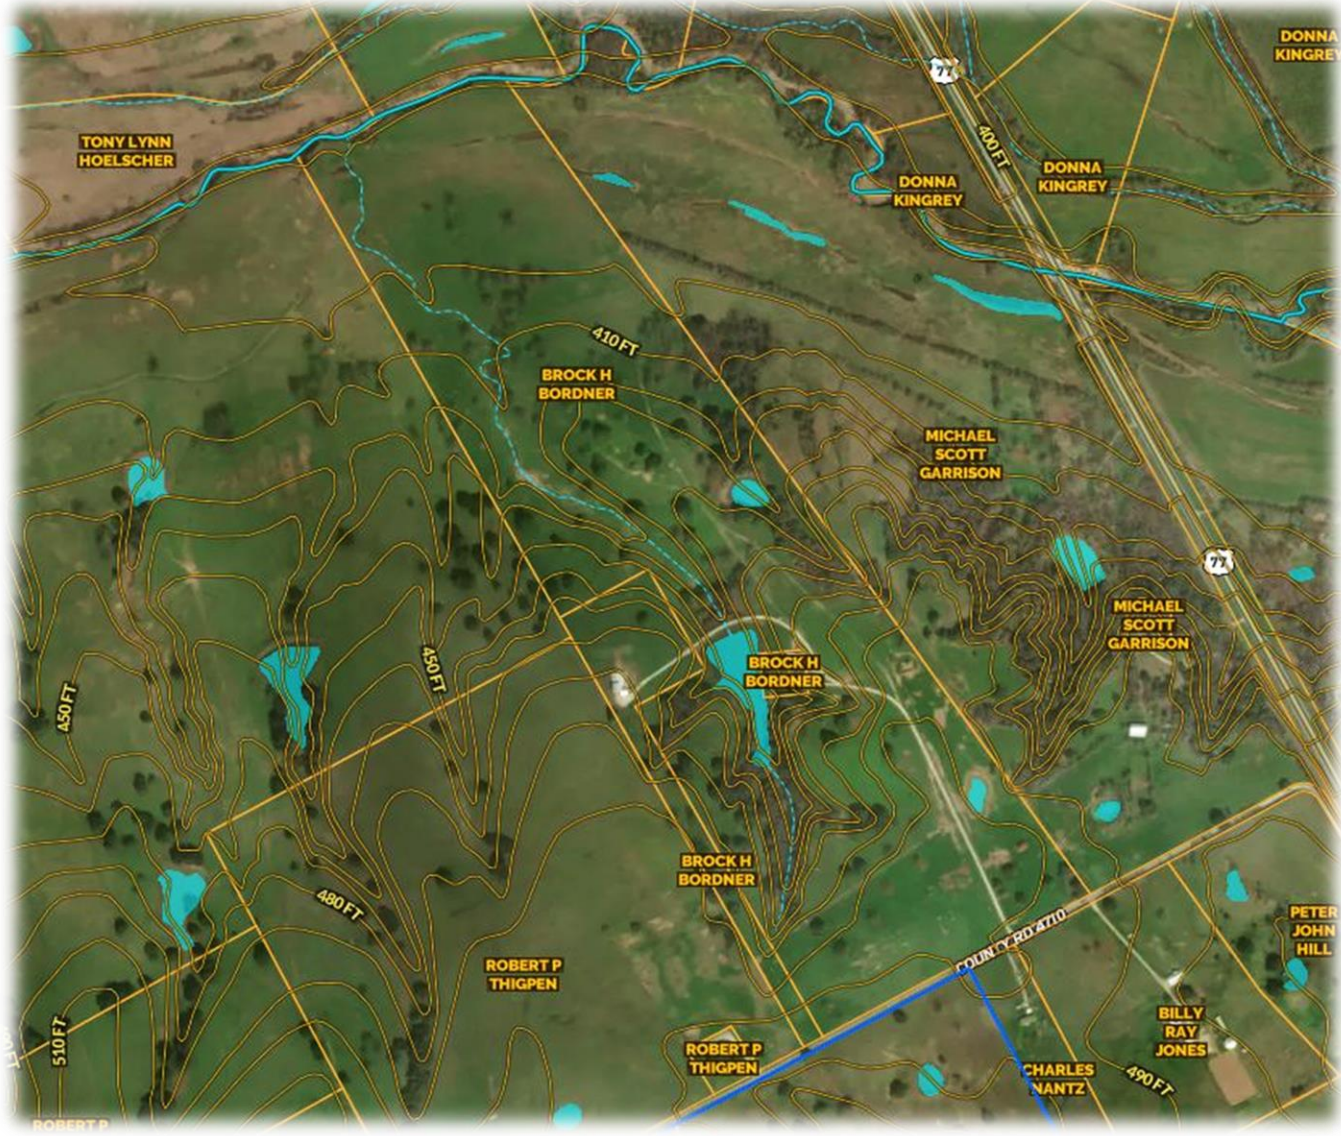 DONNA
KINGRE
77
TONY LYNN
HOELSCHER
400 FT
DONNA
KINGREY
DONNA
KINGREY
410 FT
BROCK H
BORDNER
MICHAEL
SCOTT
GARRISON
77
MICHAEL
SCOTT
GARRISON
450 FT
450 FT
BROCK H
BORDNER
BROCK H
BORDNER
480 FT
PETER
JOHN
HILL
COUNTY RD 4710
ROBERT P
THIGPEN
510 FT
BILLY
RAY
JONES
ROBERT P
THIGPEN
CHARLES
NANTZ
490 FT
ROBERT P